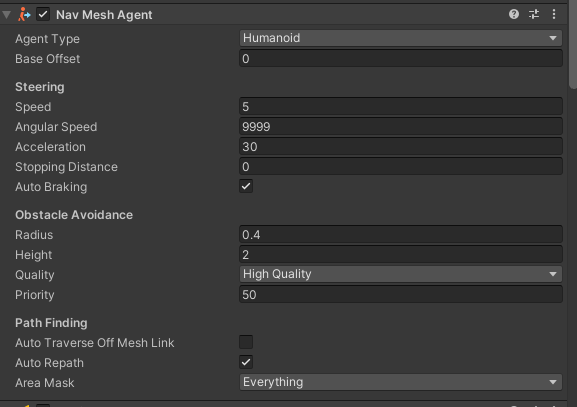 Nav Mesh Agent
Agent Type Humanoid
Base Offset 0
Steering
Speed 5
Angular Speed 9999
Acceleration 30
Stopping Distance 0
Auto Braking
Obstacle Avoidance
Radius 0.4
Height 2
Quality High Quality
Priority 50
Path Finding
Auto Traverse Off Mesh Link
Auto Repath
Area Mask Everything